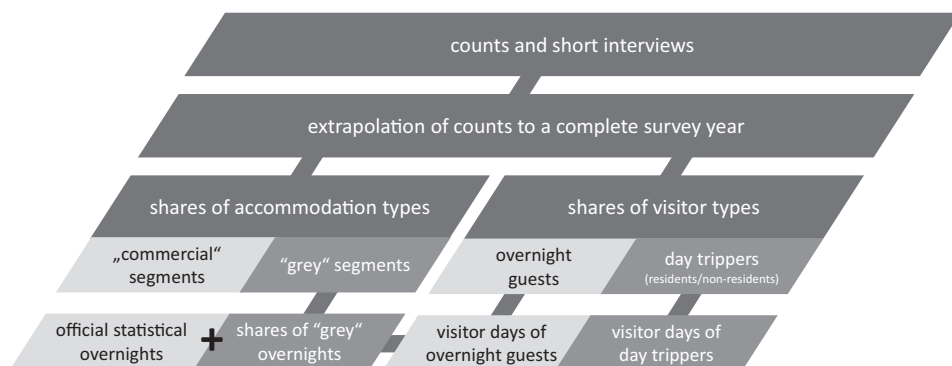 counts and short interviews
extrapolation of counts to a complete survey year
shares of accommodation types
shares of visitor types
„commercial“
segments
"grey" segments
overnight
guests
day trippers
(residents/non-residents)
official statistical
overnights
+
shares of "grey"
overnights
visitor days of
overnight guests
visitor days of
day trippers